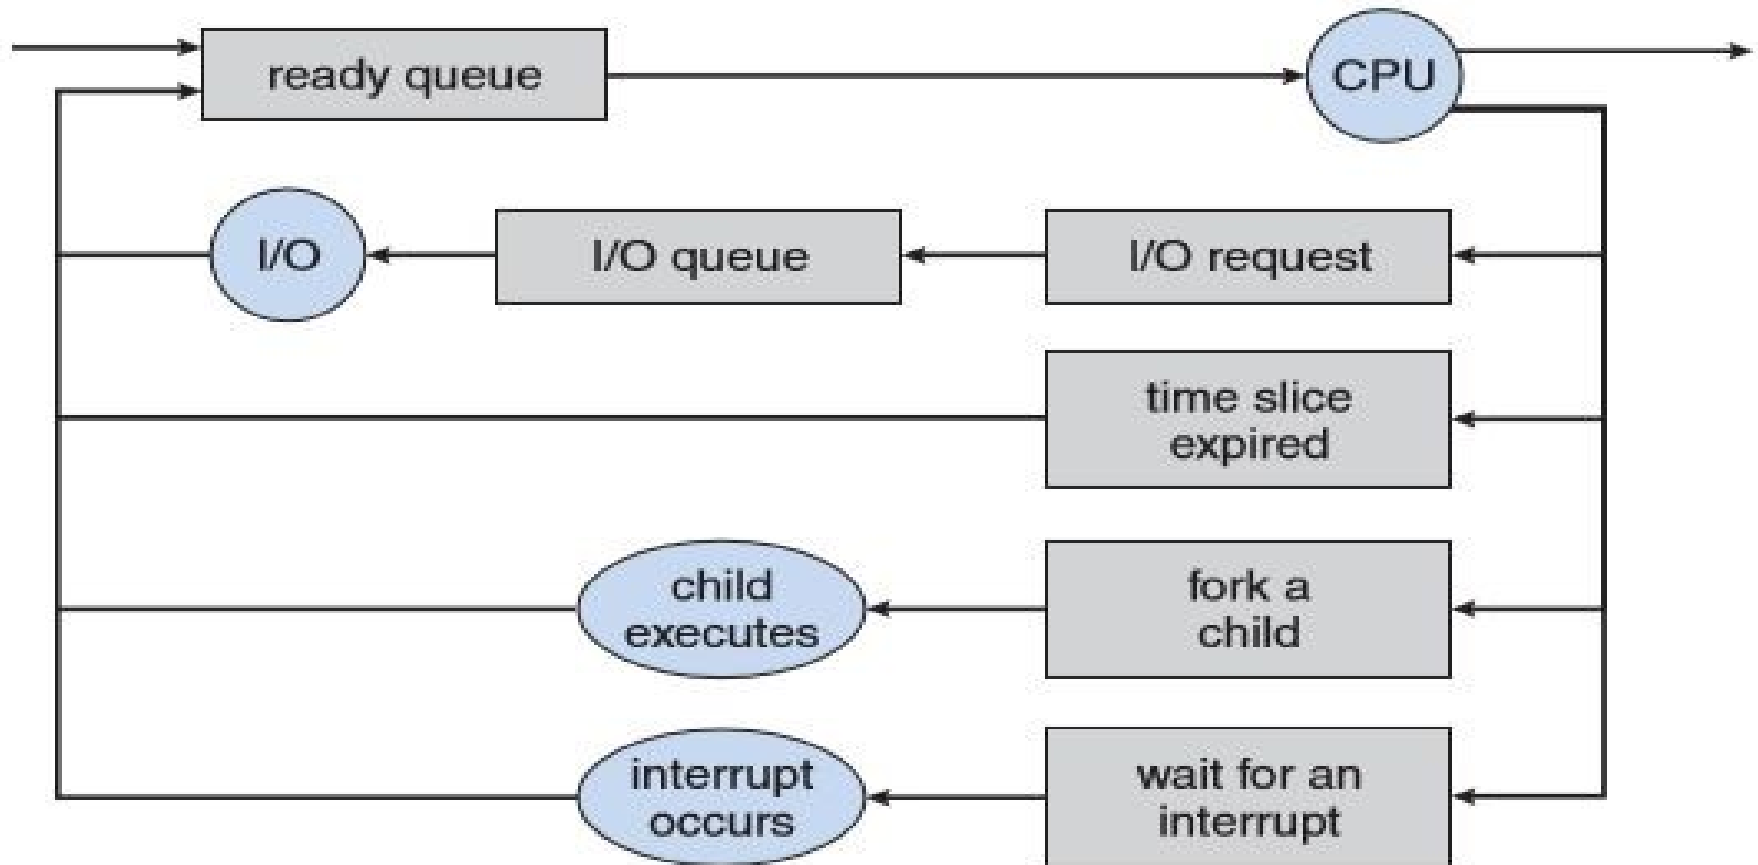 ready queue
CPU
I/O
I/O queue
I/O request
time slice
expired
child
executes
fork a
child
interrupt
occurs
wait for an
interrupt